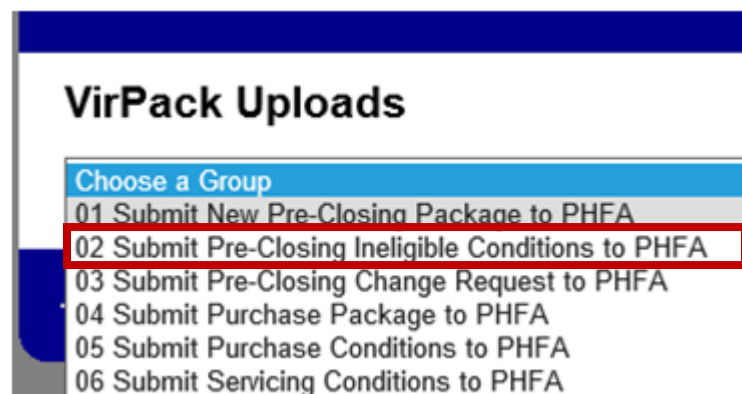 VirPack Uploads
Choose a Group
01 Submit New Pre-Closing Package to PHFA
02 Submit Pre-Closing Ineligible Conditions to PHFA
03 Submit Pre-Closing Change Request to PHFA
04 Submit Purchase Package to PHFA
05 Submit Purchase Conditions to PHFA
06 Submit Servicing Conditions to PHFA